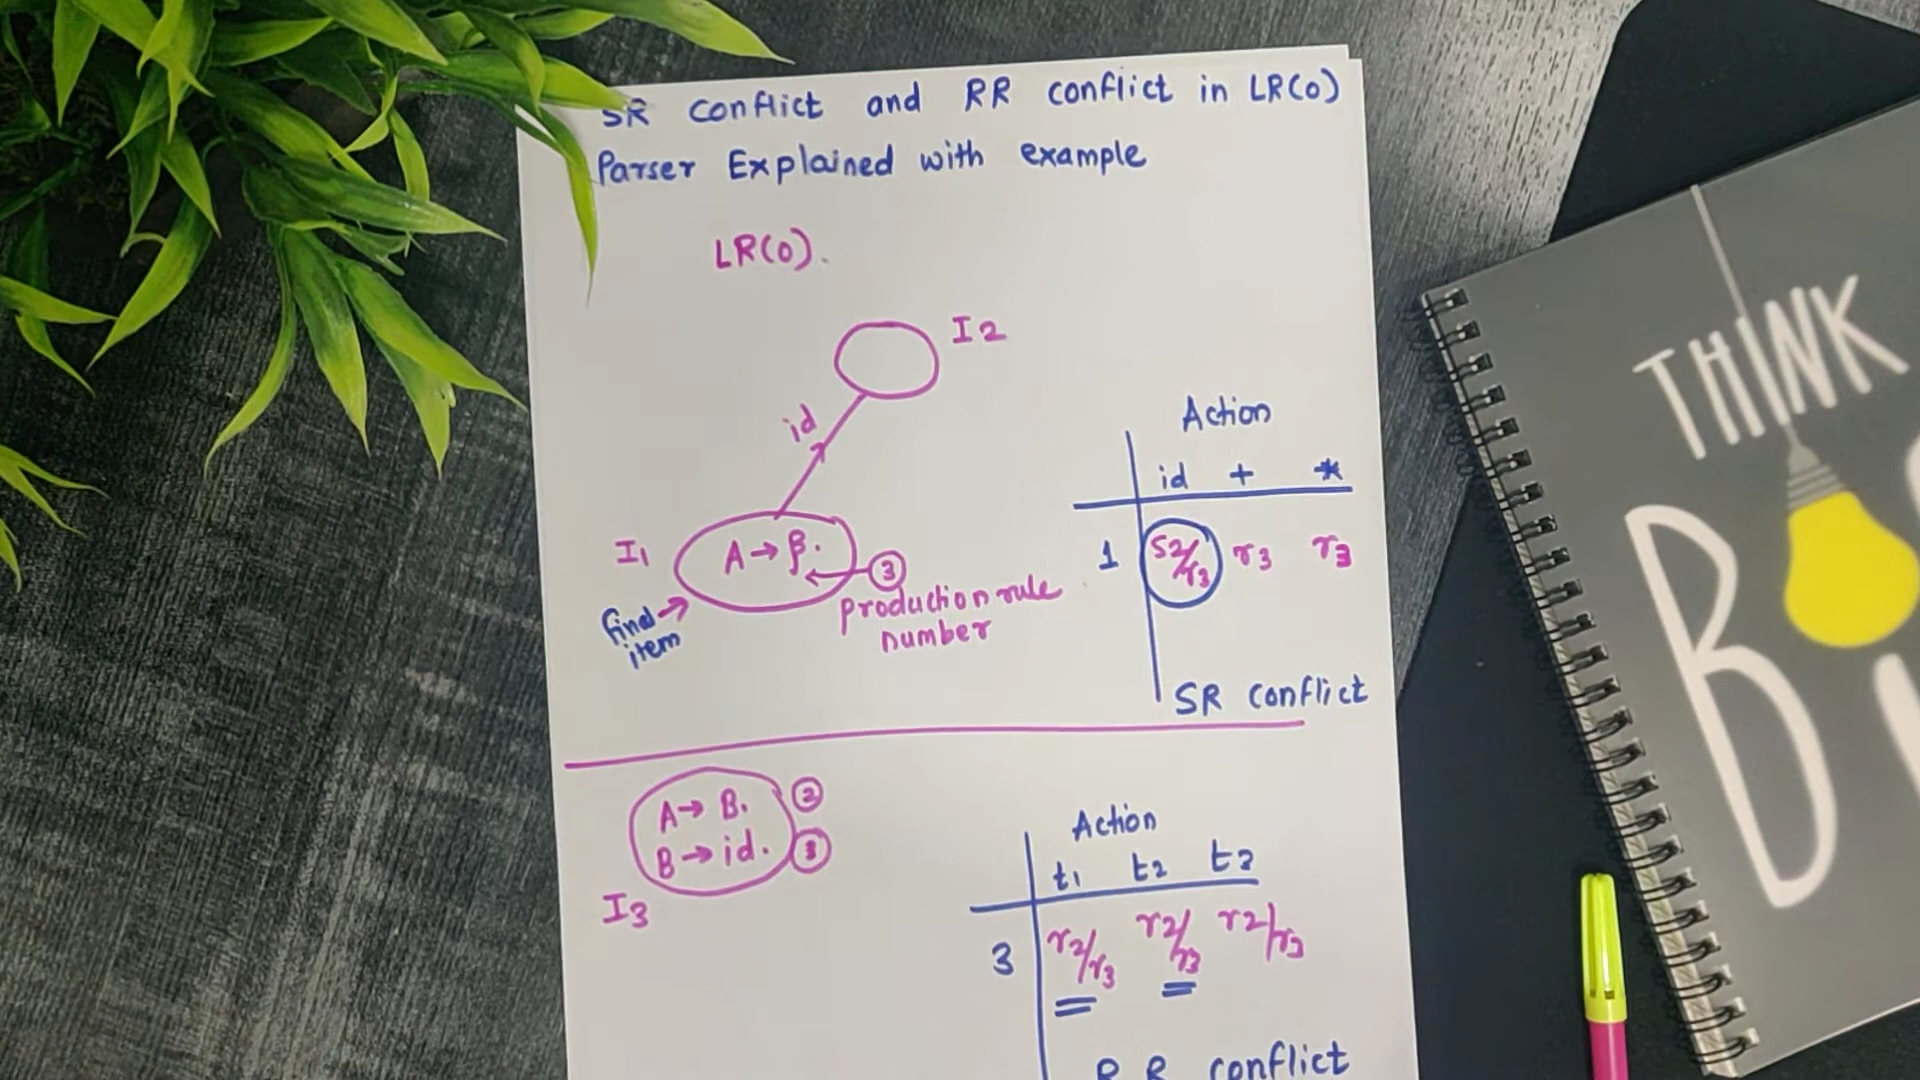 SR conflict and RR conflict in LR(0)
Parser Explained with example
LR(0).
I2
id
I1
A→β.
3
final item
production rule number
Action
id + *
1 S2/r3 r3 r3
SR conflict
A→ B. 2
B→id. 3
I3
Action
t1 t2 t3
3 r2/r3 r2/r3 r2/r3
RR conflict
THINK